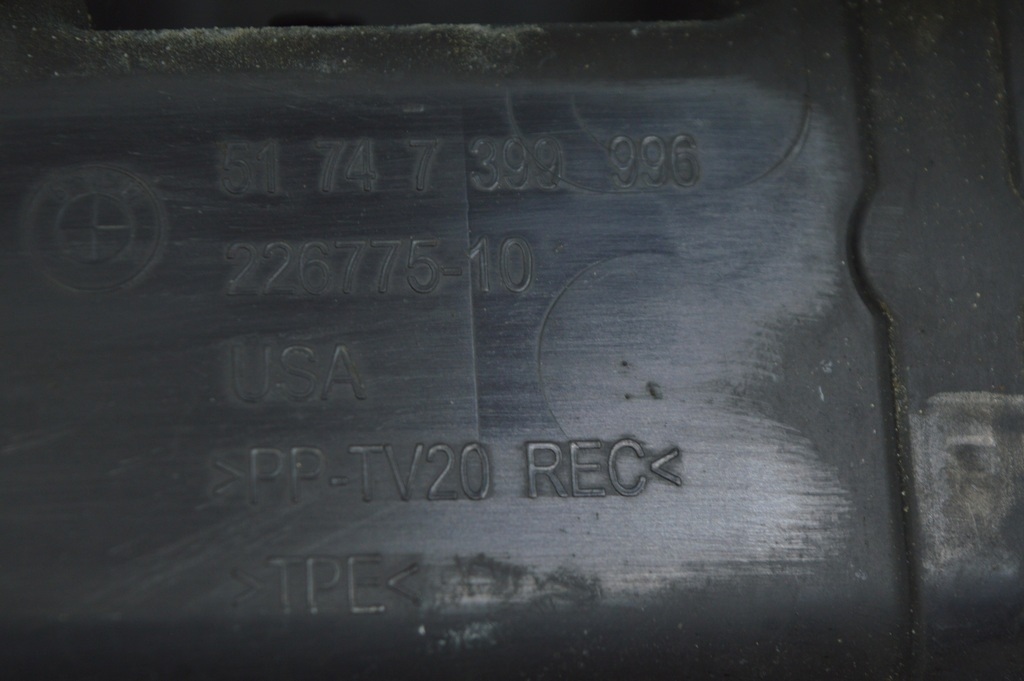 51 74 7 399 996
226775-10
USA
>PP-TV20 REC<
>TPE<